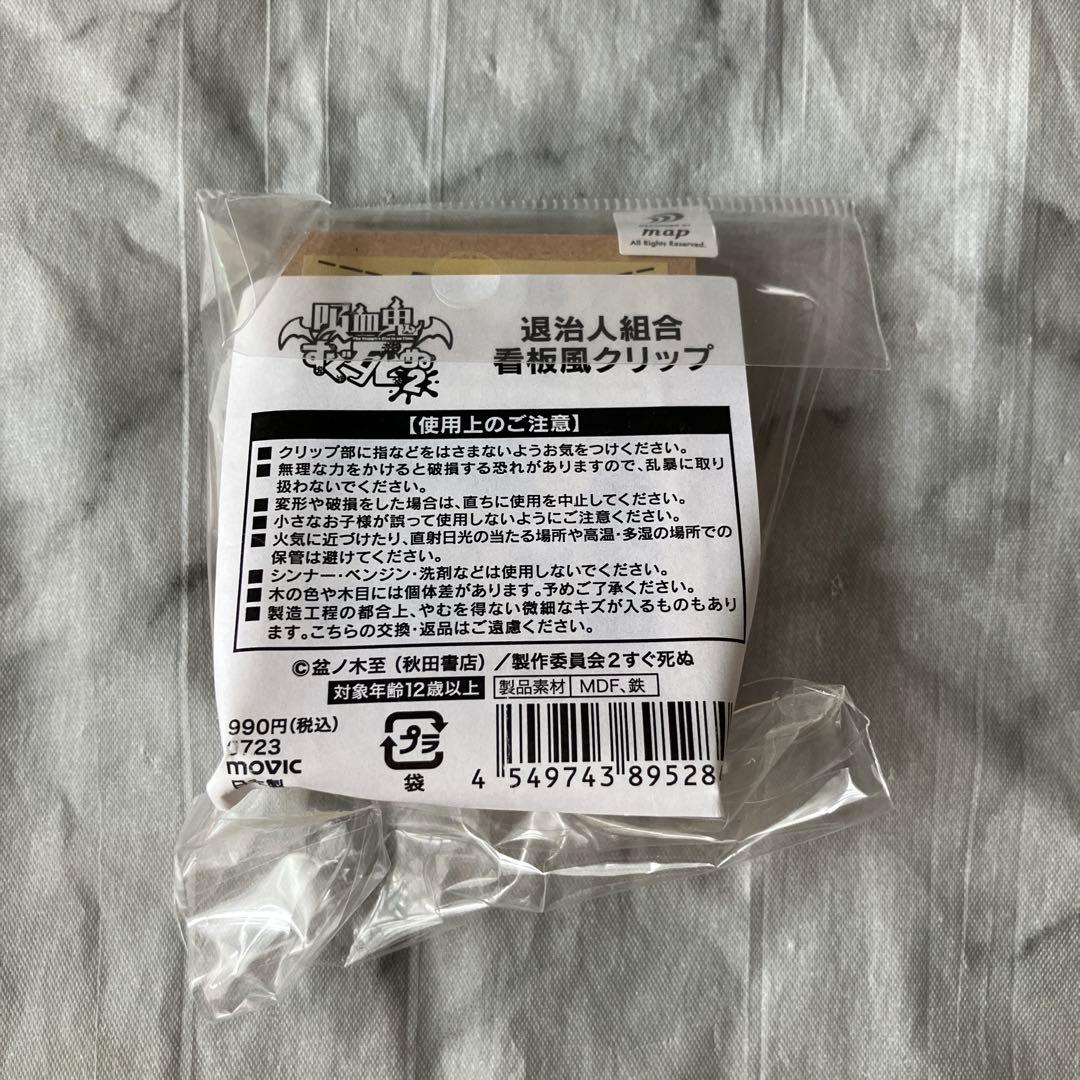 map
All Rights Reserved.
吸血鬼
すぐ死ぬ2
退治人組合
看板風クリップ
【使用上のご注意】
■ クリップ部に指などをはさまないようお気をつけください。
■ 無理な力をかけると破損する恐れがありますので、乱暴に取り
扱わないでください。
■ 変形や破損をした場合は、直ちに使用を中止してください。
■ 小さなお子様が誤って使用しないようにご注意ください。
■ 火気に近づけたり、直射日光の当たる場所や高温・多湿の場所での
保管は避けてください。
■ シンナー・ベンジン・洗剤などは使用しないでください。
■ 木の色や木目には個体差があります。予めご了承ください。
■ 製造工程の都合上、やむを得ない微細なキズが入るものもあり
ます。こちらの交換・返品はご遠慮ください。
©盆ノ木至（秋田書店）／製作委員会2すぐ死ぬ
対象年齢12歳以上 製品素材 MDF、鉄
990円(税込)
0723
movic
日本製
プラ
袋
4 549743 89528